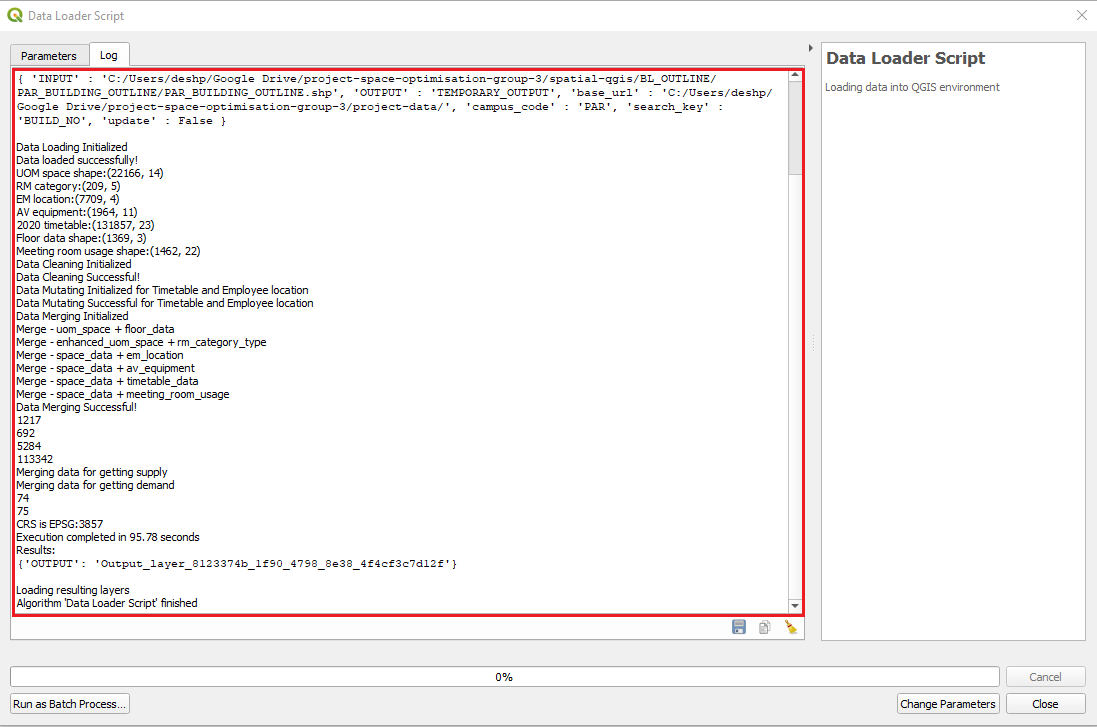 Data Loader Script
Parameters
Log
{ 'INPUT' : 'C:/Users/deshp/Google Drive/project-space-optimisation-group-3/spatial-qgis/BL_OUTLINE/
PAR_BUILDING_OUTLINE/PAR_BUILDING_OUTLINE.shp', 'OUTPUT' : 'TEMPORARY_OUTPUT', 'base_url' : 'C:/Users/deshp/
Google Drive/project-space-optimisation-group-3/project-data/', 'campus_code' : 'PAR', 'search_key' :
'BUILD_NO', 'update' : False }
Data Loading Initialized
Data loaded successfully!
UOM space shape:(22166, 14)
RM category:(209, 5)
EM location:(7709, 4)
AV equipment:(1964, 11)
2020 timetable:(131857, 23)
Floor data shape:(1369, 3)
Meeting room usage shape:(1462, 22)
Data Cleaning Initialized
Data Cleaning Successful!
Data Mutating Initialized for Timetable and Employee location
Data Mutating Successful for Timetable and Employee location
Data Merging Initialized
Merge - uom_space + floor_data
Merge - enhanced_uom_space + rm_category_type
Merge - space_data + em_location
Merge - space_data + av_equipment
Merge - space_data + timetable_data
Merge - space_data + meeting_room_usage
Data Merging Successful!
1217
692
5284
113342
Merging data for getting supply
Merging data for getting demand
74
75
CRS is EPSG:3857
Execution completed in 95.78 seconds
Results:
{'OUTPUT': 'Output_layer_8123374b_1f90_4798_8e38_4f4cf3c7d12f'}
Loading resulting layers
Algorithm 'Data Loader Script' finished
Data Loader Script
Loading data into QGIS environment
0%
Cancel
Run as Batch Process...
Change Parameters
Close